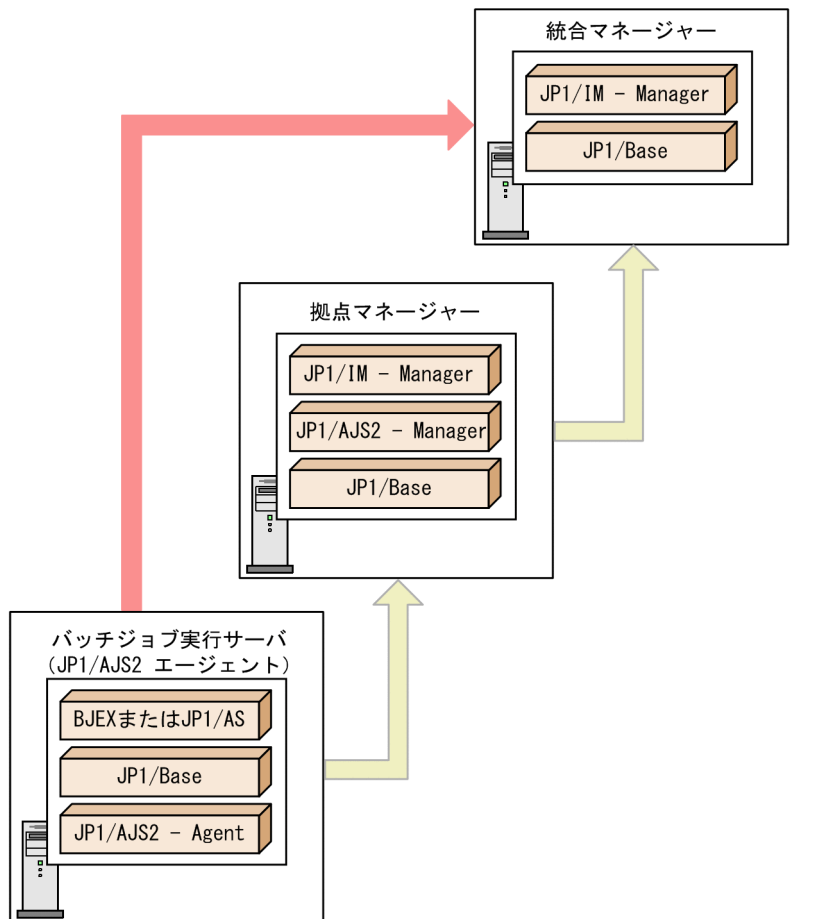 統合マネージャー
JP1/IM － Manager
JP1/Base
拠点マネージャー
JP1/IM － Manager
JP1/AJS2 － Manager
JP1/Base
バッチジョブ実行サーバ
(JP1/AJS2 エージェント)
BJEXまたはJP1/AS
JP1/Base
JP1/AJS2 － Agent